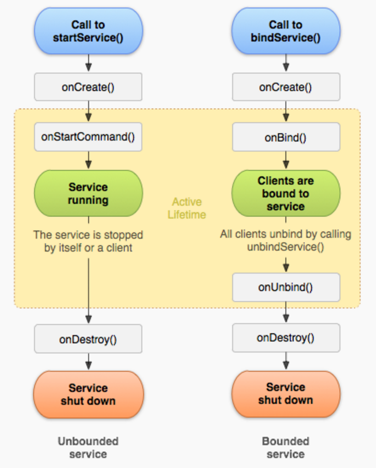 Call to
startService()
onCreate()
onStartCommand()
Service
running
The service is stopped
by itself or a client
onDestroy()
Service
shut down
Unbounded
service
Call to
bindService()
onCreate()
onBind()
Clients are
bound to
service
All clients unbind by calling
unbindService()
onUnbind()
onDestroy()
Service
shut down
Bounded
service
Active
Lifetime